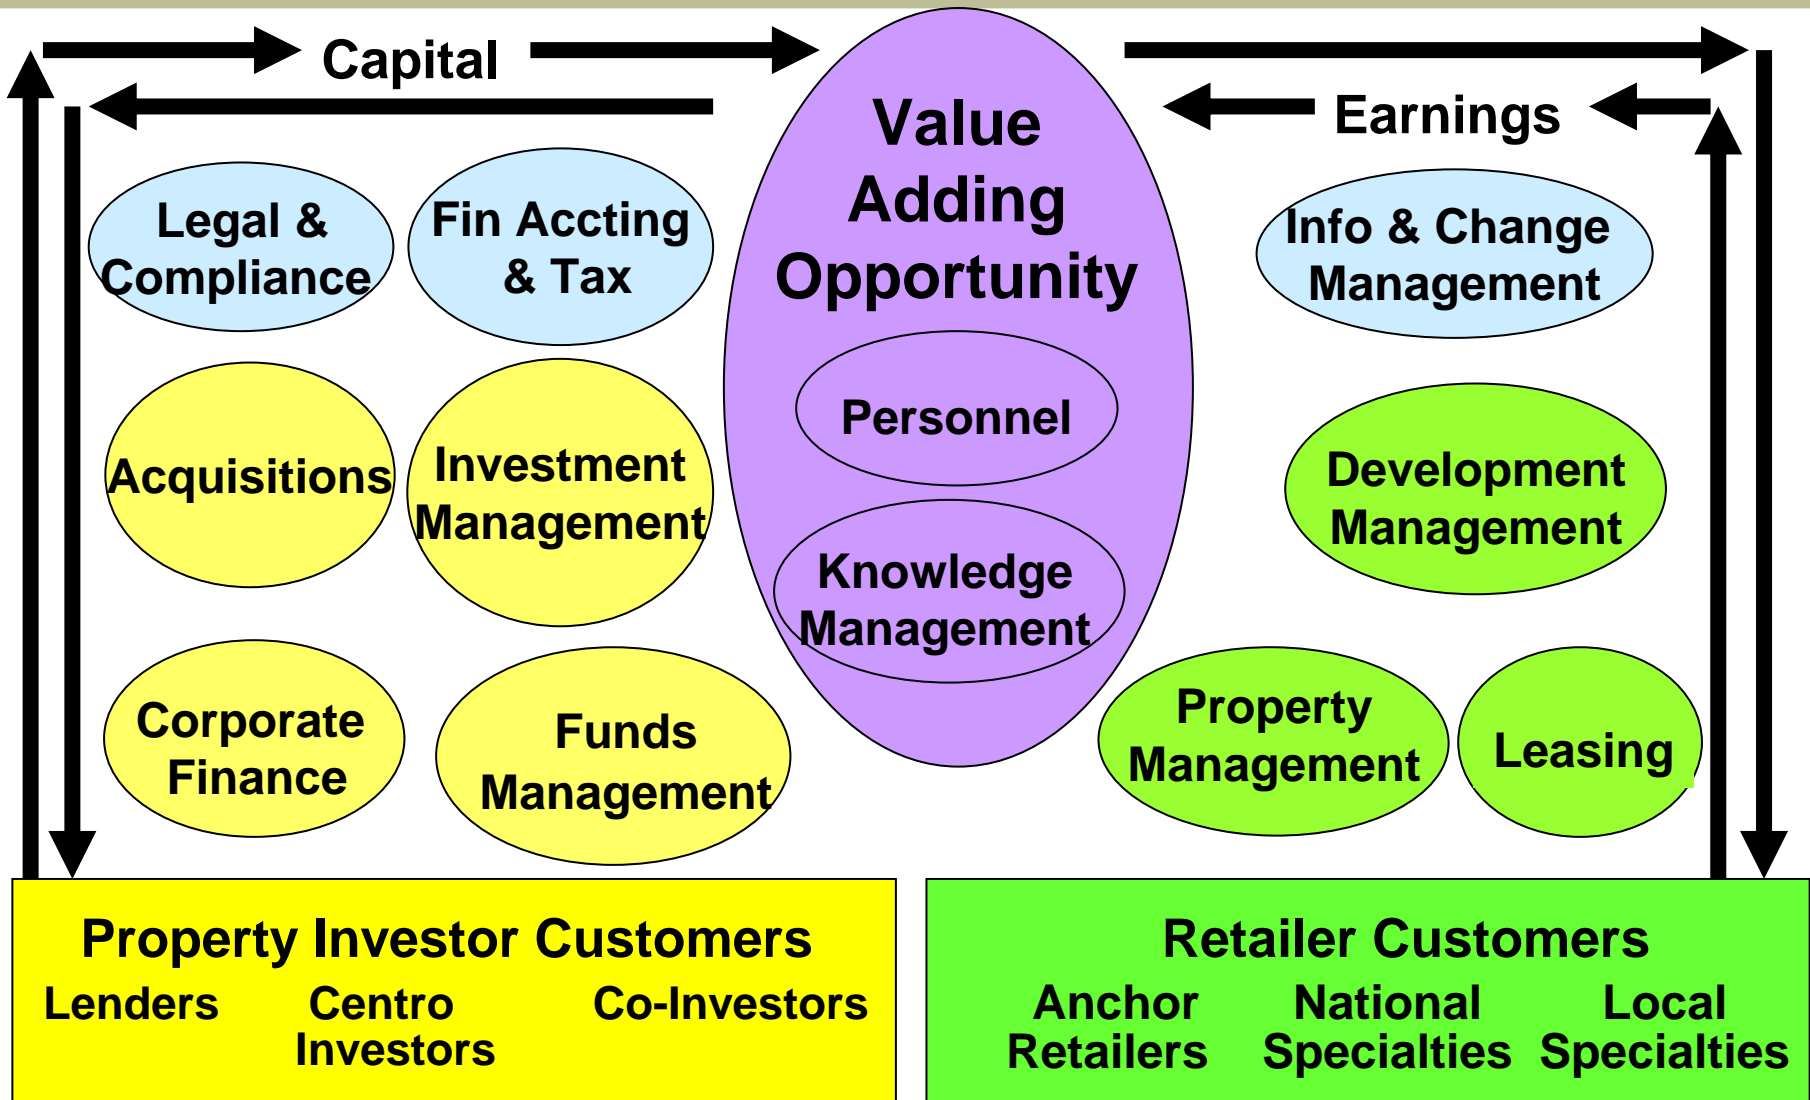 Capital
Earnings
Value
Adding
Opportunity
Legal &
Compliance
Fin Accting
& Tax
Info & Change
Management
Acquisitions
Investment
Management
Personnel
Knowledge
Management
Development
Management
Corporate
Finance
Funds
Management
Property
Management
Leasing
Property Investor Customers
Lenders
Centro
Investors
Co-Investors
Retailer Customers
Anchor
Retailers
National
Specialties
Local
Specialties